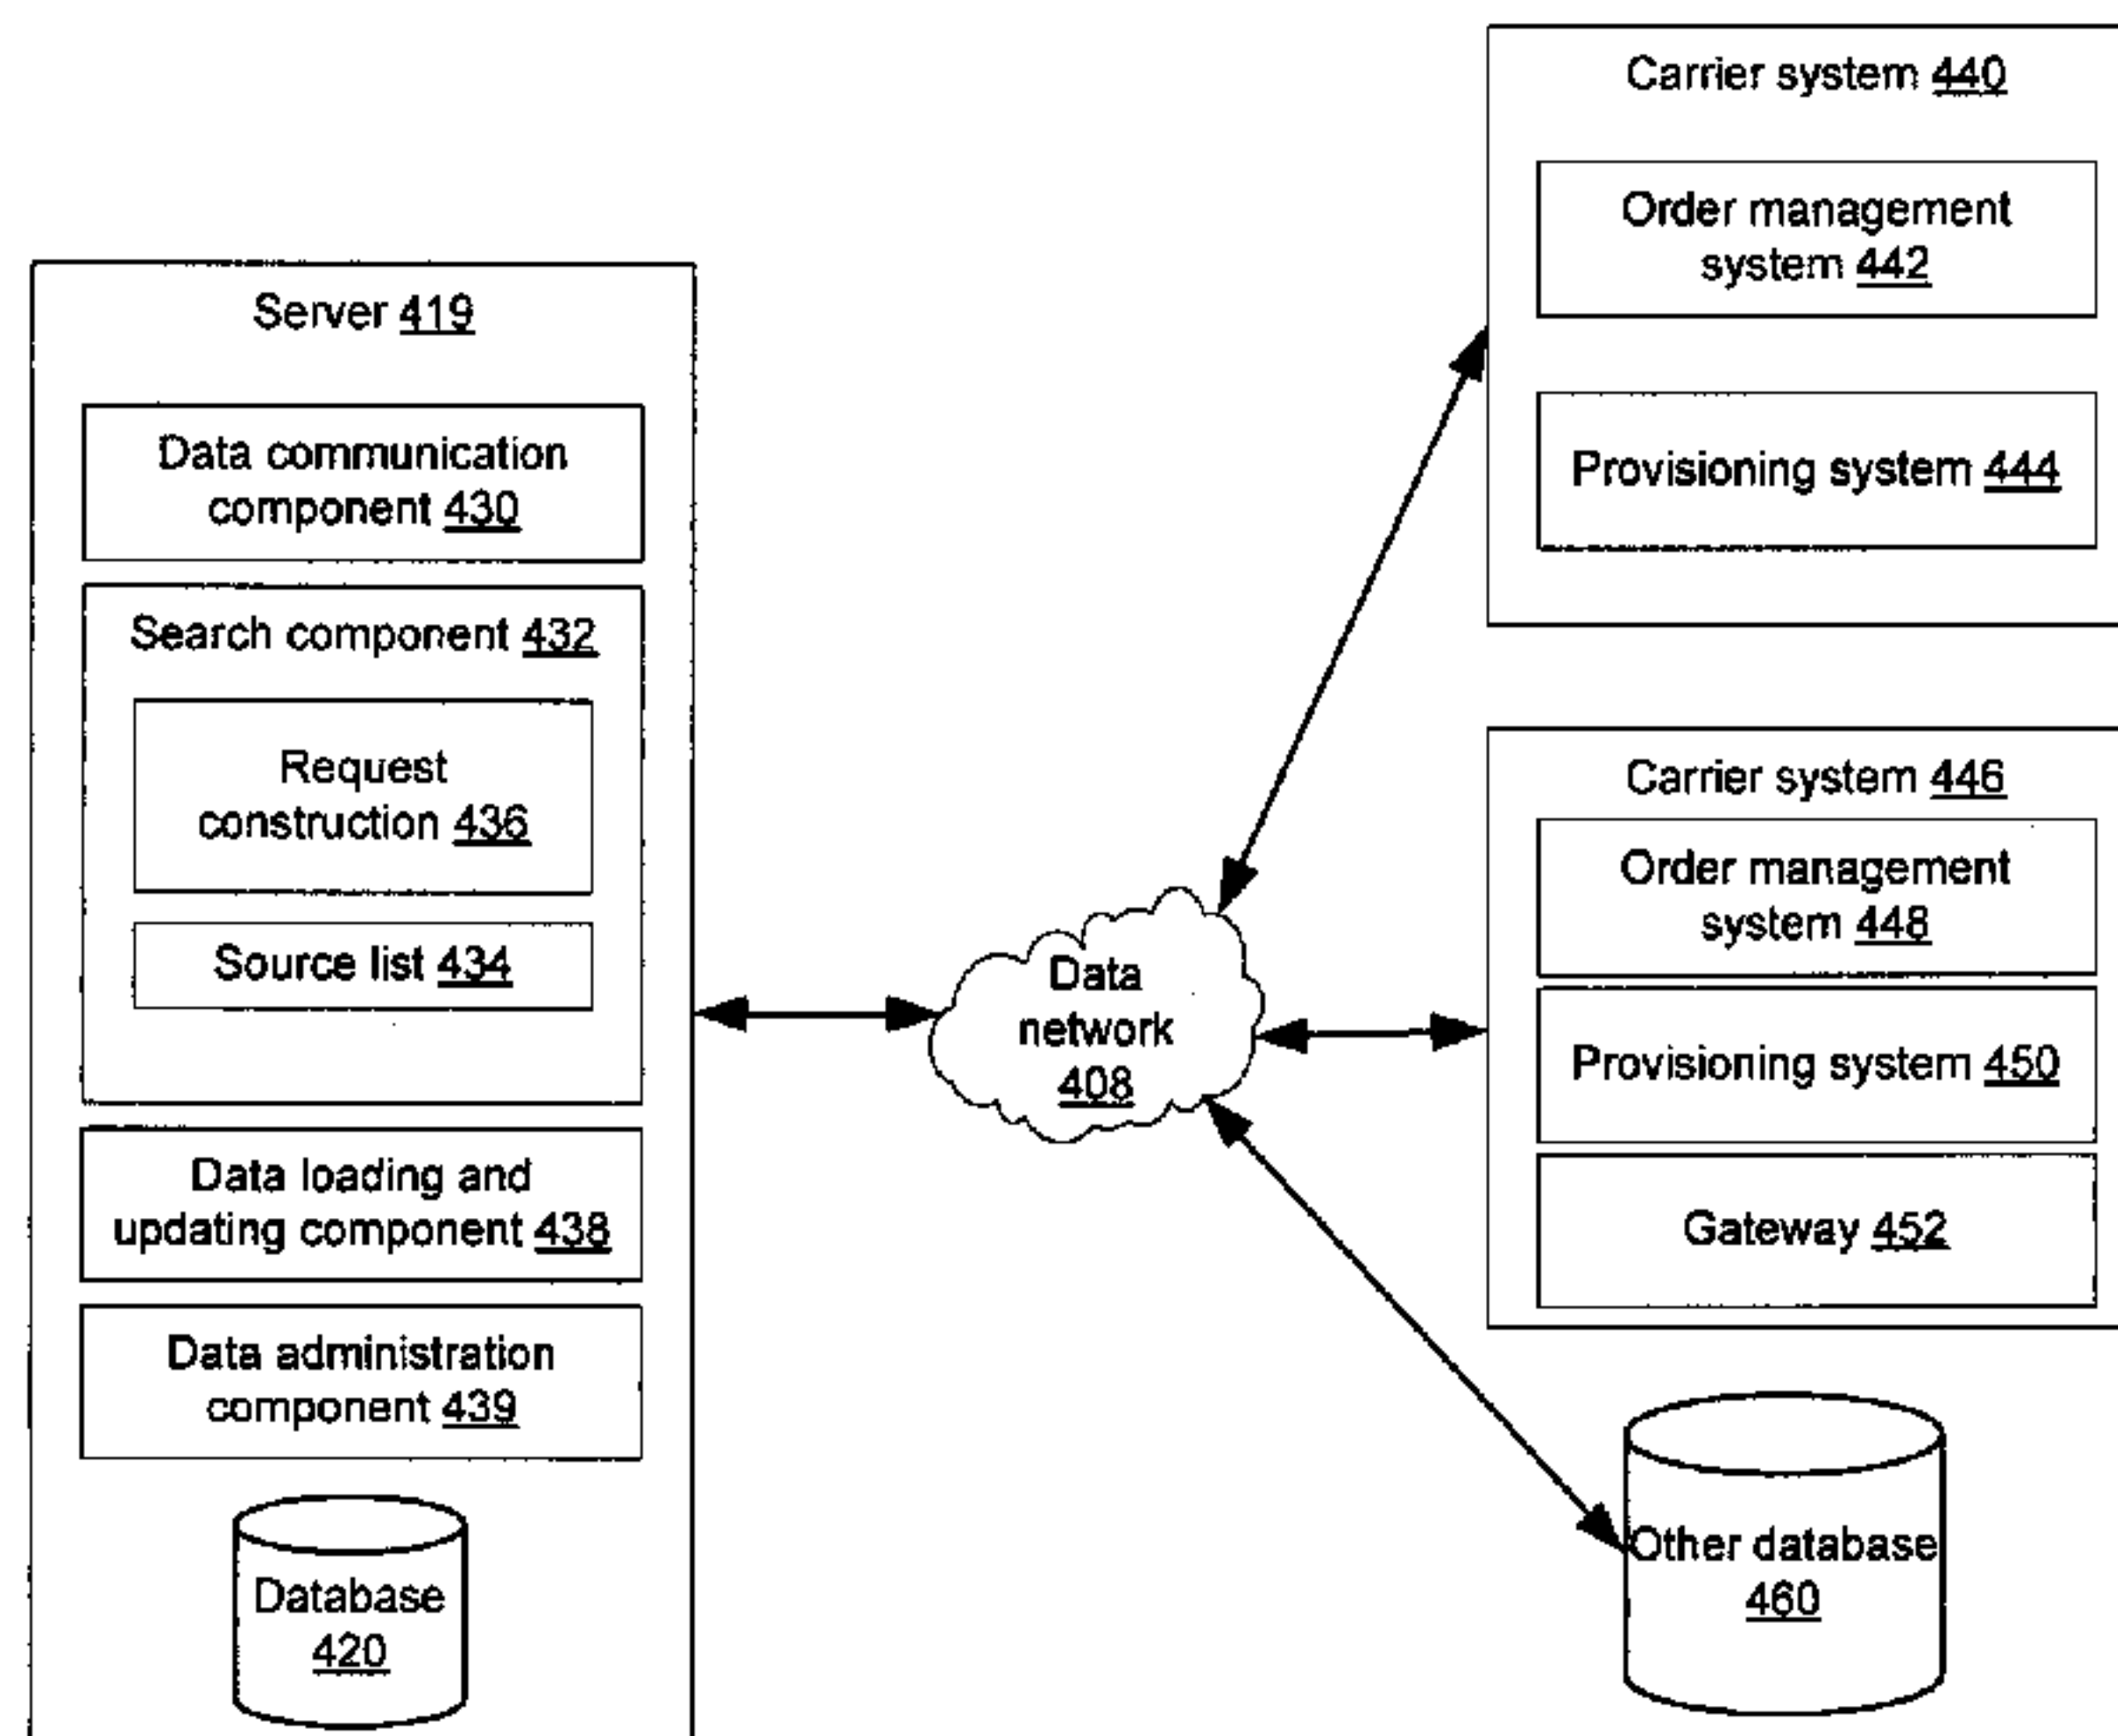 Server 419
Data communication
component 430
Search component 432
Request
construction 436
Source list 434
Data loading and
updating component 438
Data administration
component 439
Database
420
Data
network
408
Carrier system 440
Order management
system 442
Provisioning system 444
Carrier system 446
Order management
system 448
Provisioning system 450
Gateway 452
Other database
460